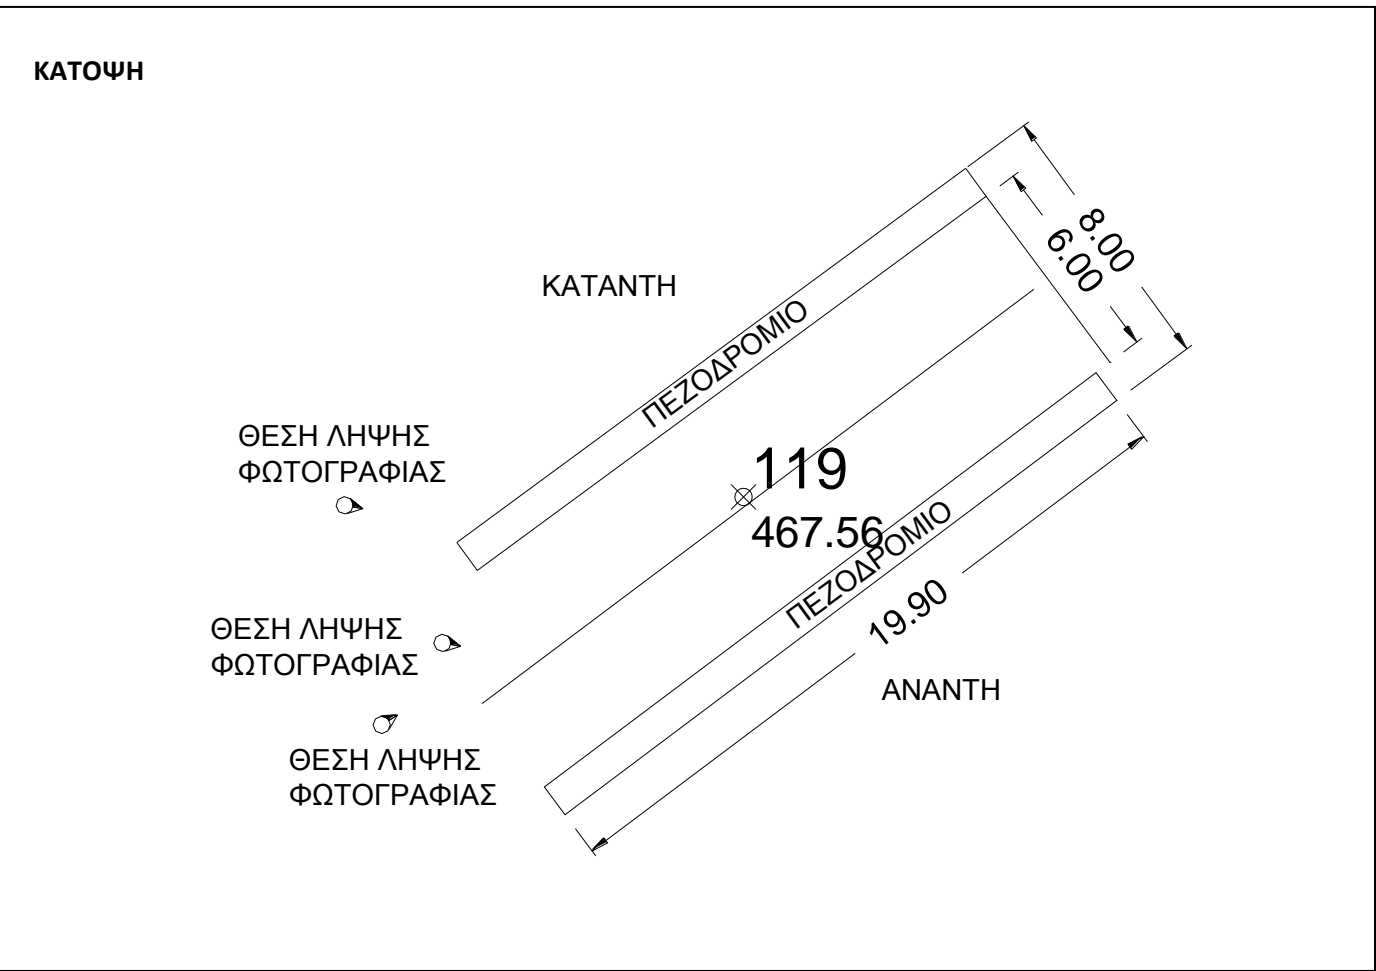 ΚΑΤΟΨΗ
8.00
6.00
ΚΑΤΑΝΤΗ
ΠΕΖΟΔΡΟΜΙΟ
ΘΕΣΗ ΛΗΨΗΣ
ΦΩΤΟΓΡΑΦΙΑΣ
119
467.56
ΠΕΖΟΔΡΟΜΙΟ
19.90
ΘΕΣΗ ΛΗΨΗΣ
ΦΩΤΟΓΡΑΦΙΑΣ
ΑΝΑΝΤΗ
ΘΕΣΗ ΛΗΨΗΣ
ΦΩΤΟΓΡΑΦΙΑΣ